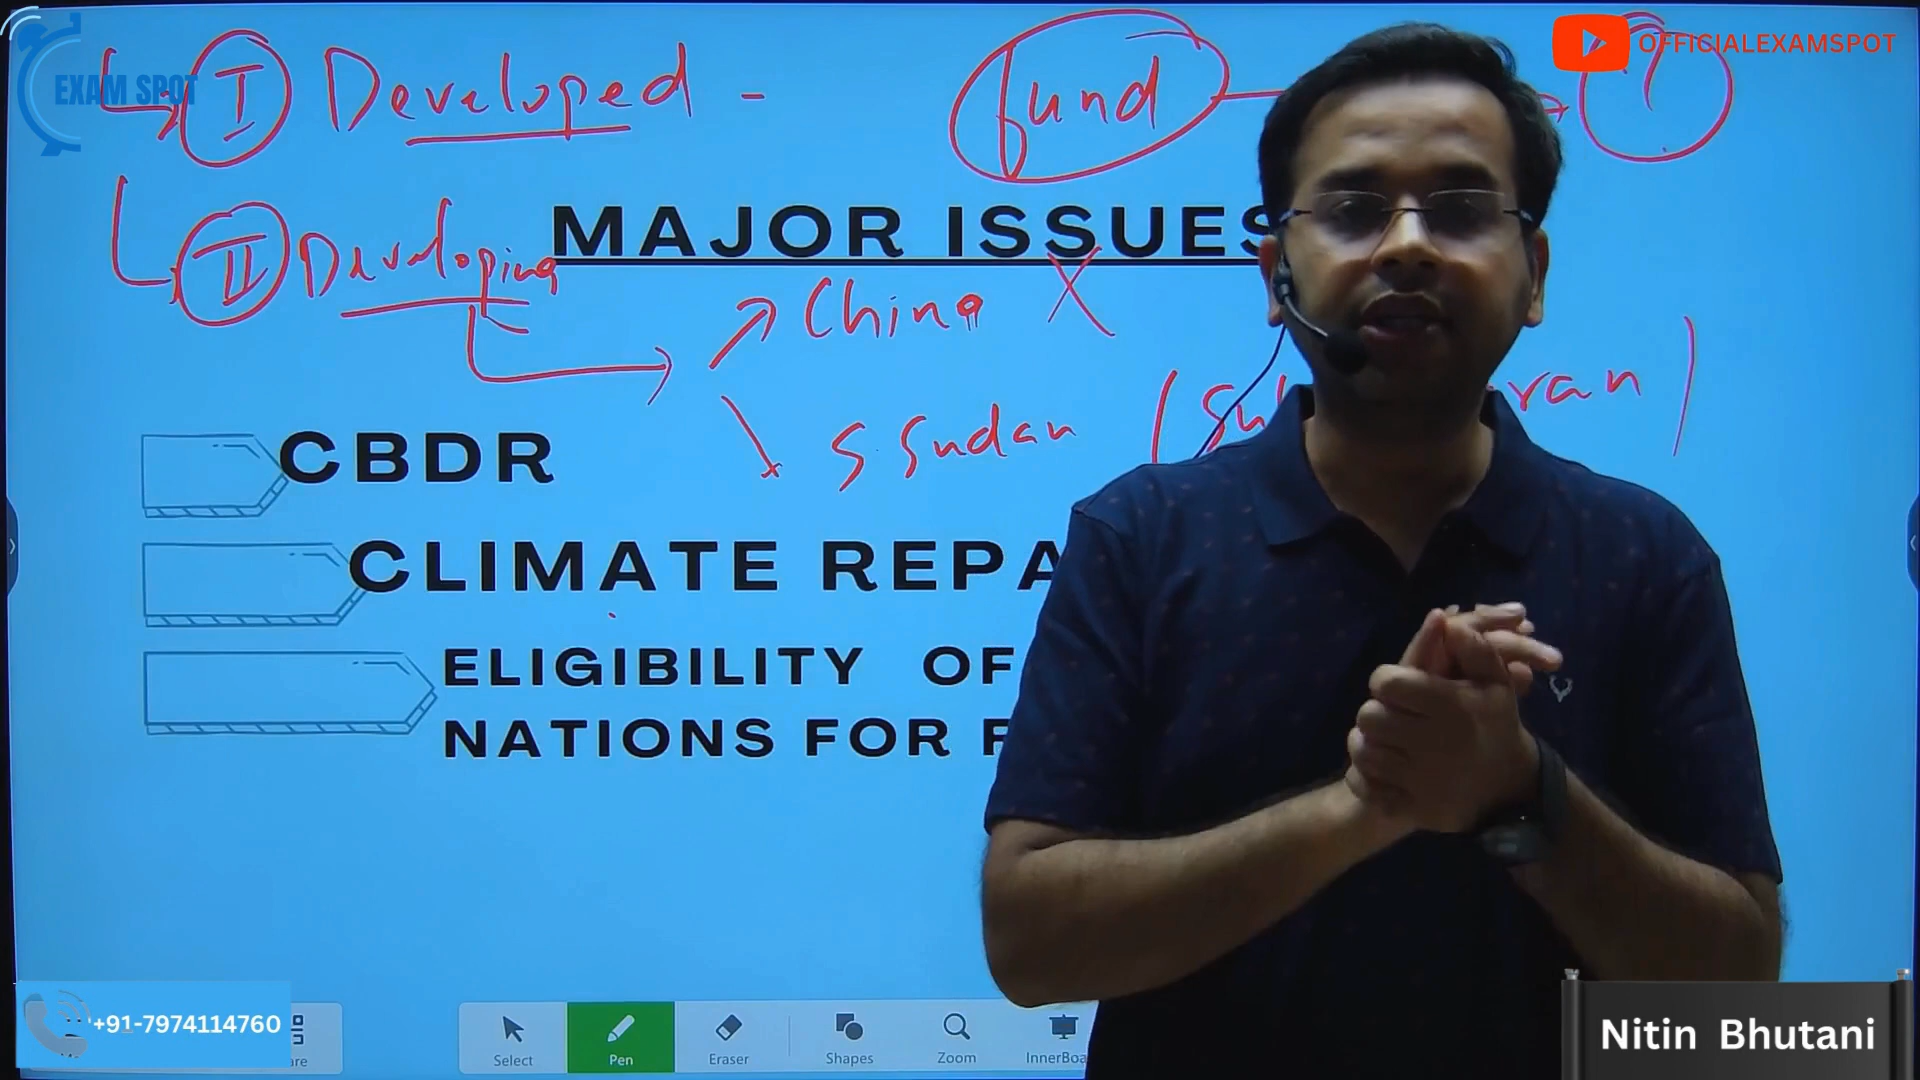 EXAM SPOT
OFFICIALEXAMSPOT
I Developed - fund
II Developing
MAJOR ISSUES
China X
S Sudan
CBDR
CLIMATE REPA
ELIGIBILITY OF
NATIONS FOR F
+91-7974114760
Select
Pen
Eraser
Shapes
Zoom
InnerBoa
Nitin Bhutani